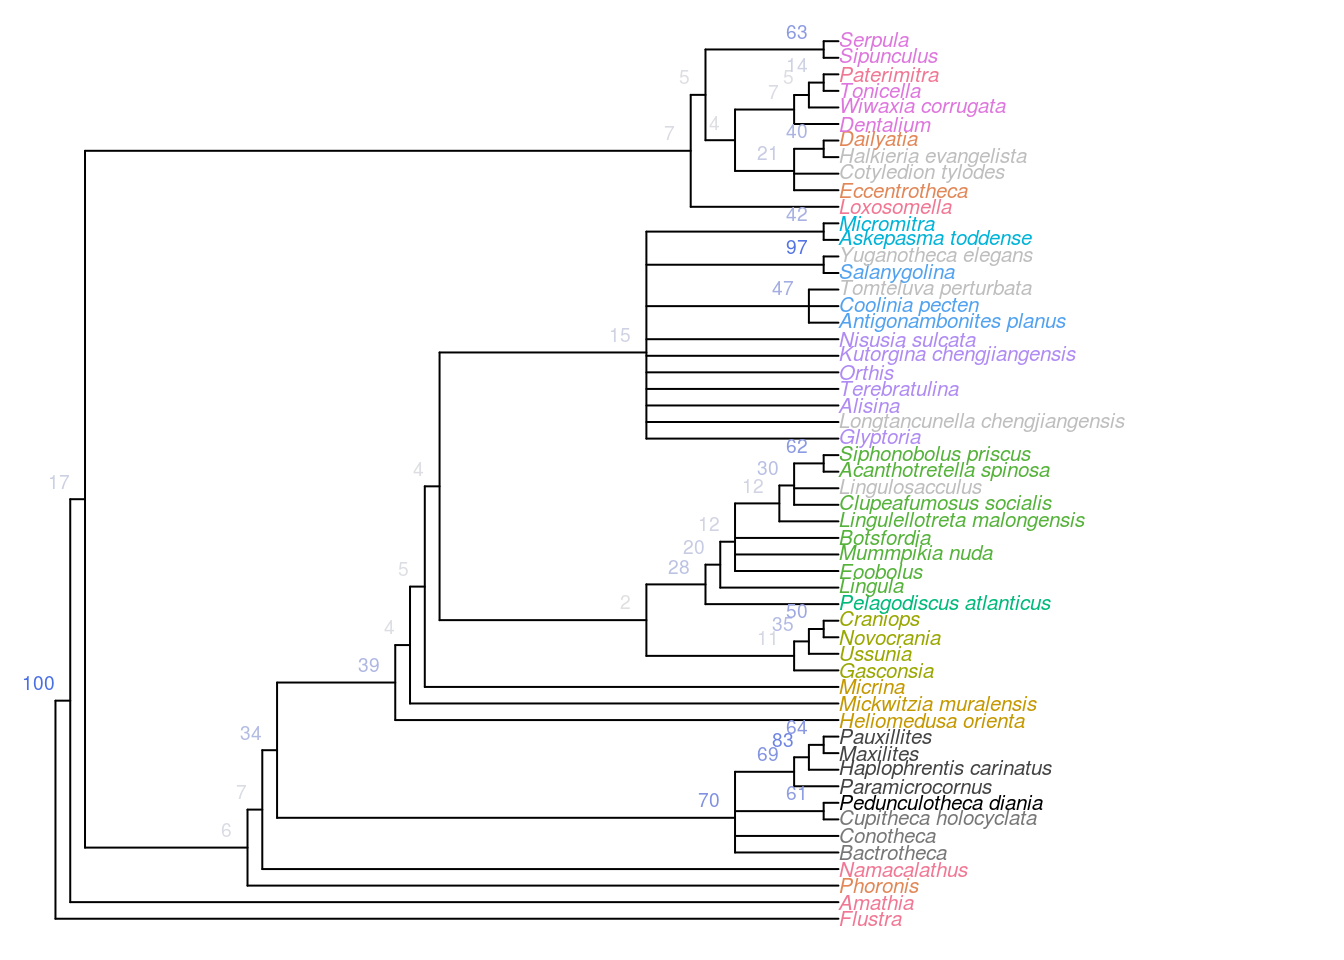 63
Serpula
Sipunculus
14
5
5
Paterimitra
7
Tonicella
Wiwaxia corrugata
4
Dentalium
7
40
Dailyatia
21
Halkieria evangelista
Cotyledion tylodes
Eccentrotheca
Loxosomella
42
Micromitra
Askepasma toddense
97
Yuganotheca elegans
Salanygolina
47
Tomteluva perturbata
Coolinia pecten
Antigonambonites planus
15
Nisusia sulcata
Kutorgina chengjiangensis
Orthis
Terebratulina
Alisina
Longtancunella chengjiangensis
Glyptoria
62
Siphonobolus priscus
4
30
Acanthotretella spinosa
17
12
Lingulosacculus
Clupeafumosus socialis
12
Lingulellotreta malongensis
Botsfordia
20
Mummpikia nuda
5
28
Eoobolus
Lingula
2
Pelagodiscus atlanticus
50
Craniops
4
35
11
Novocrania
Ussunia
39
Gasconsia
100
Micrina
Mickwitzia muralensis
Heliomedusa orienta
34
64
Pauxillites
83
69
Maxilites
Haplophrentis carinatus
7
61
Paramicrocornus
70
Pedunculotheca diania
Cupitheca holocyclata
6
Conotheca
Bactrotheca
Namacalathus
Phoronis
Amathia
Flustra